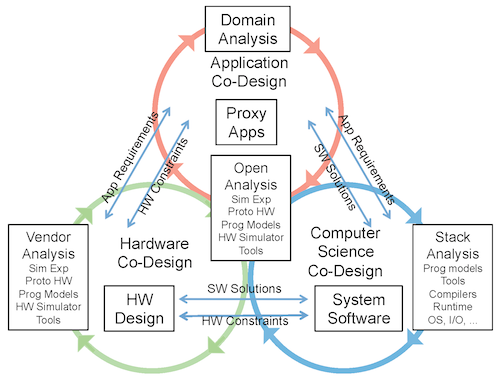 Domain
Analysis
Application
Co-Design
Proxy
Apps
App Requirements
HW Constraints
SW Solutions
App Requirements
Open
Analysis
Sim Exp
Proto HW
Prog Models
HW Simulator
Tools
Vendor
Analysis
Sim Exp
Proto HW
Prog Models
HW Simulator
Tools
Hardware
Co-Design
HW
Design
Computer
Science
Co-Design
System
Software
Stack
Analysis
Prog models
Tools
Compilers
Runtime
OS, I/O, ...
SW Solutions
HW Constraints